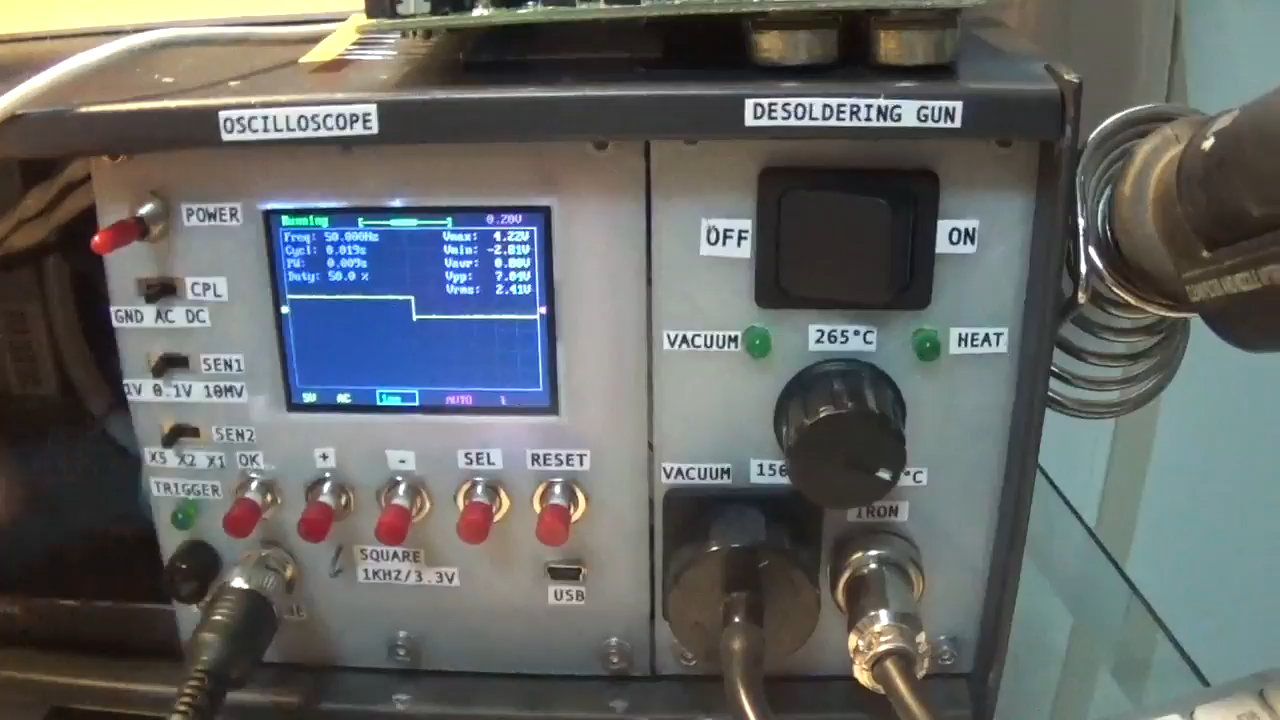 OSCILLOSCOPE
DESOLDERING GUN
POWER
Running
0.20V
Freq: 50.000Hz
Vmax: 4.22V
Cycl: 0.019s
Vmin: -2.81V
PW: 0.009s
Duty: 50.0 %
Vpp: 7.04V
Vrms: 2.41V
5V AC 1ms AUTO
OFF
ON
CPL
GND AC DC
SEN1
1V 0.1V 10MV
SEN2
X5 X2 X1
OK
+
-
SEL
RESET
TRIGGER
SQUARE
1KHZ/3.3V
USB
VACUUM
265°C
HEAT
VACUUM
°C
IRON